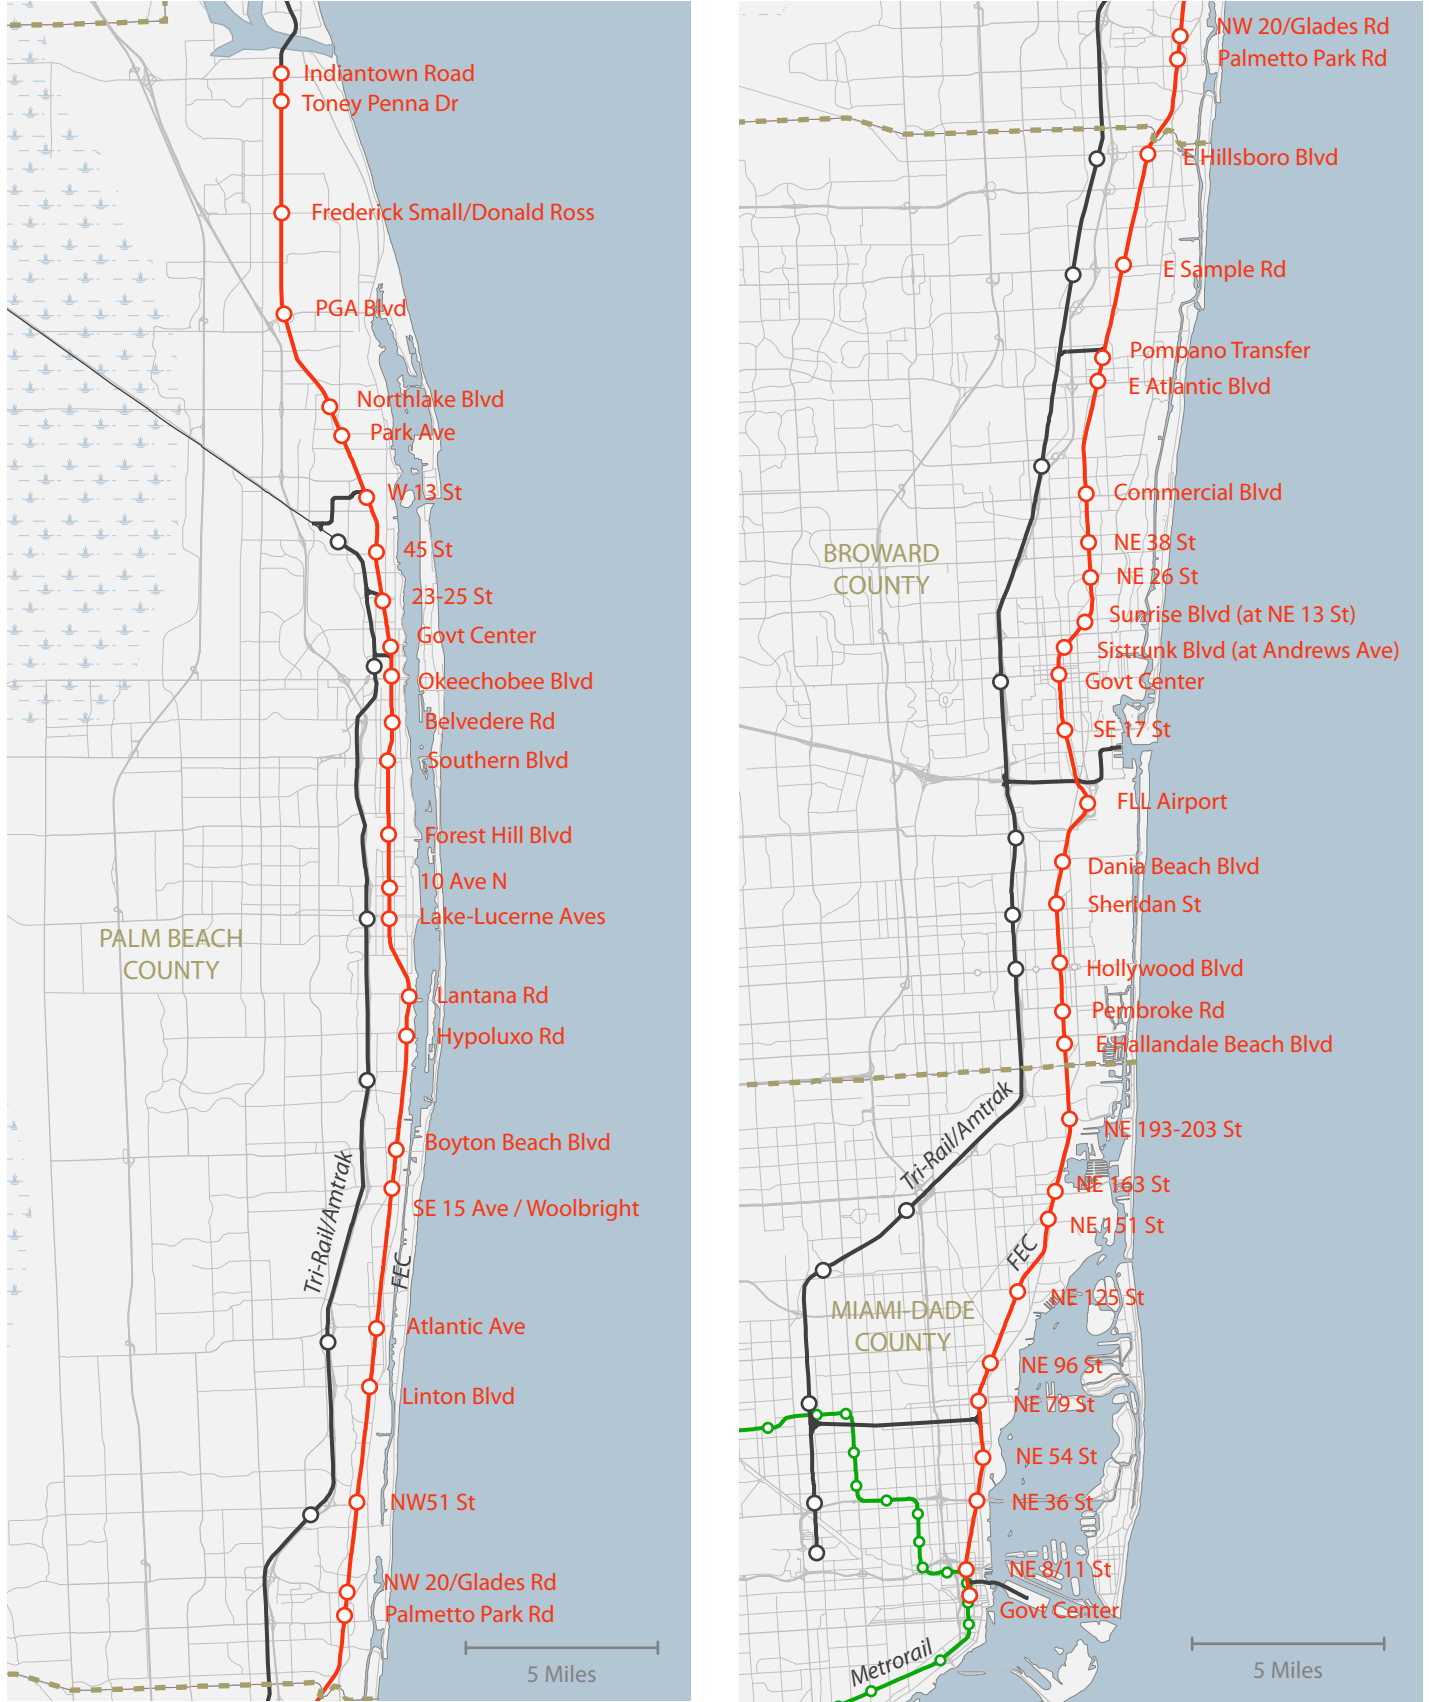 Indiantown Road
Toney Penna Dr
Frederick Small/Donald Ross
PGA Blvd
Northlake Blvd
Park Ave
W 13 St
45 St
23-25 St
Govt Center
Okeechobee Blvd
Belvedere Rd
Southern Blvd
Forest Hill Blvd
10 Ave N
Lake-Lucerne Aves
PALM BEACH
COUNTY
Lantana Rd
Hypoluxo Rd
Boyton Beach Blvd
SE 15 Ave / Woolbright
Tri-Rail/Amtrak
FEC
Atlantic Ave
Linton Blvd
NW51 St
NW 20/Glades Rd
Palmetto Park Rd
5 Miles
NW 20/Glades Rd
Palmetto Park Rd
E Hillsboro Blvd
E Sample Rd
Pompano Transfer
E Atlantic Blvd
Commercial Blvd
NE 38 St
BROWARD
COUNTY
NE 26 St
Sunrise Blvd (at NE 13 St)
Sistrunk Blvd (at Andrews Ave)
Govt Center
SE 17 St
FLL Airport
Dania Beach Blvd
Sheridan St
Hollywood Blvd
Pembroke Rd
E Hallandale Beach Blvd
Tri-Rail/Amtrak
NE 193-203 St
NE 163 St
NE 151 St
FEC
NE 125 St
MIAMI-DADE
COUNTY
NE 96 St
NE 79 St
NE 54 St
NE 36 St
NE 8/11 St
Govt Center
Metrorail
5 Miles